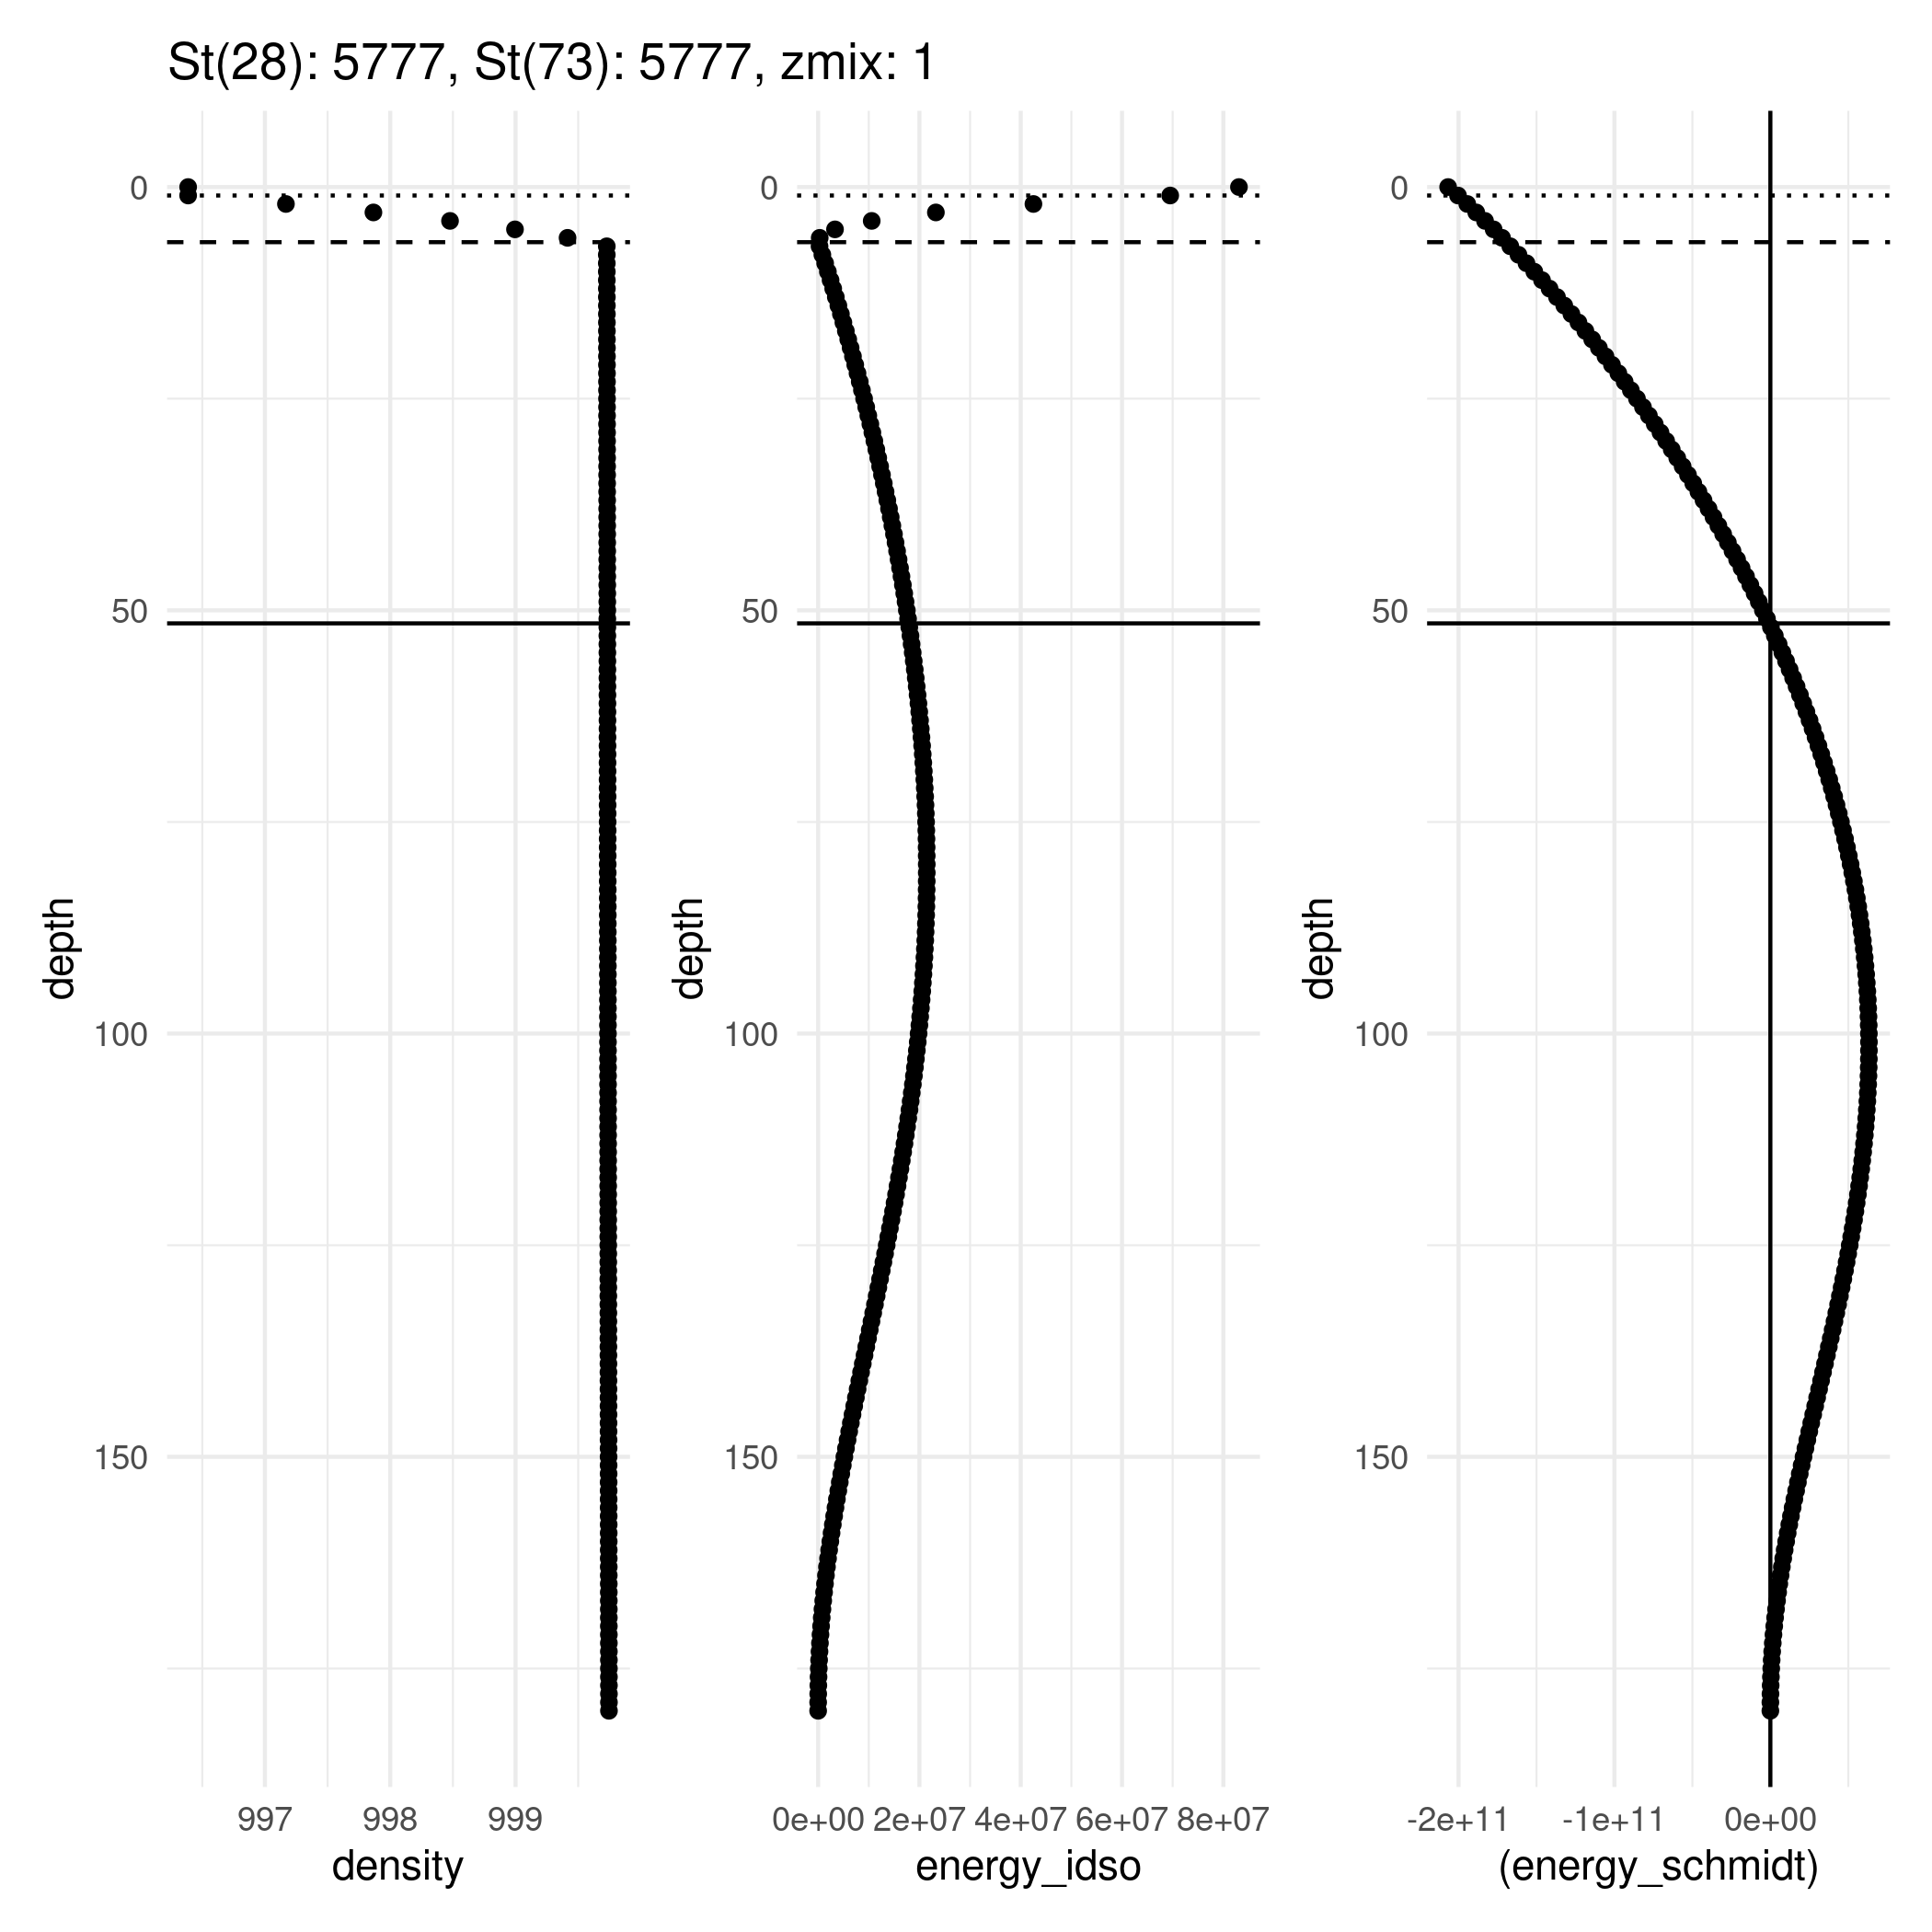 St(28): 5777, St(73): 5777, zmix: 1
0
50
100
150
depth
997 998 999
density
0
50
100
150
depth
0e+00 2e+07 4e+07 6e+07 8e+07
energy_idso
0
50
100
150
depth
-2e+11 -1e+11 0e+00
(energy_schmidt)